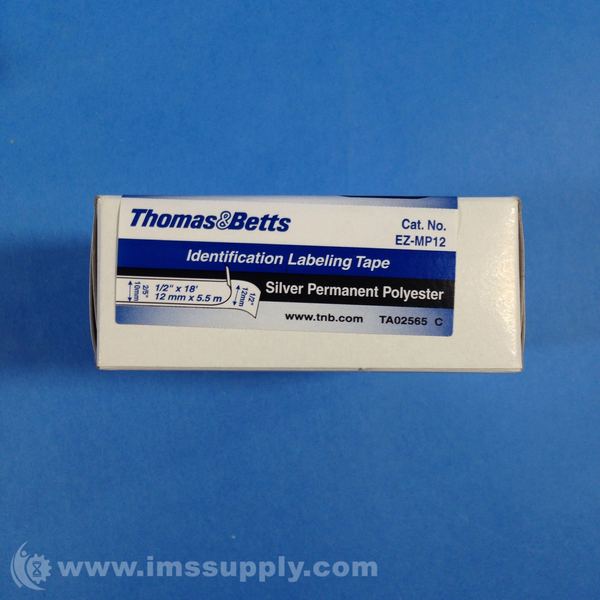 Thomas&Betts
Cat. No.
EZ-MP12
Identification Labeling Tape
2/5"
10mm
1/2" x 18'
12 mm x 5.5 m
1/2"
12mm
Silver Permanent Polyester
www.tnb.com TA02565 C
www.imssupply.com